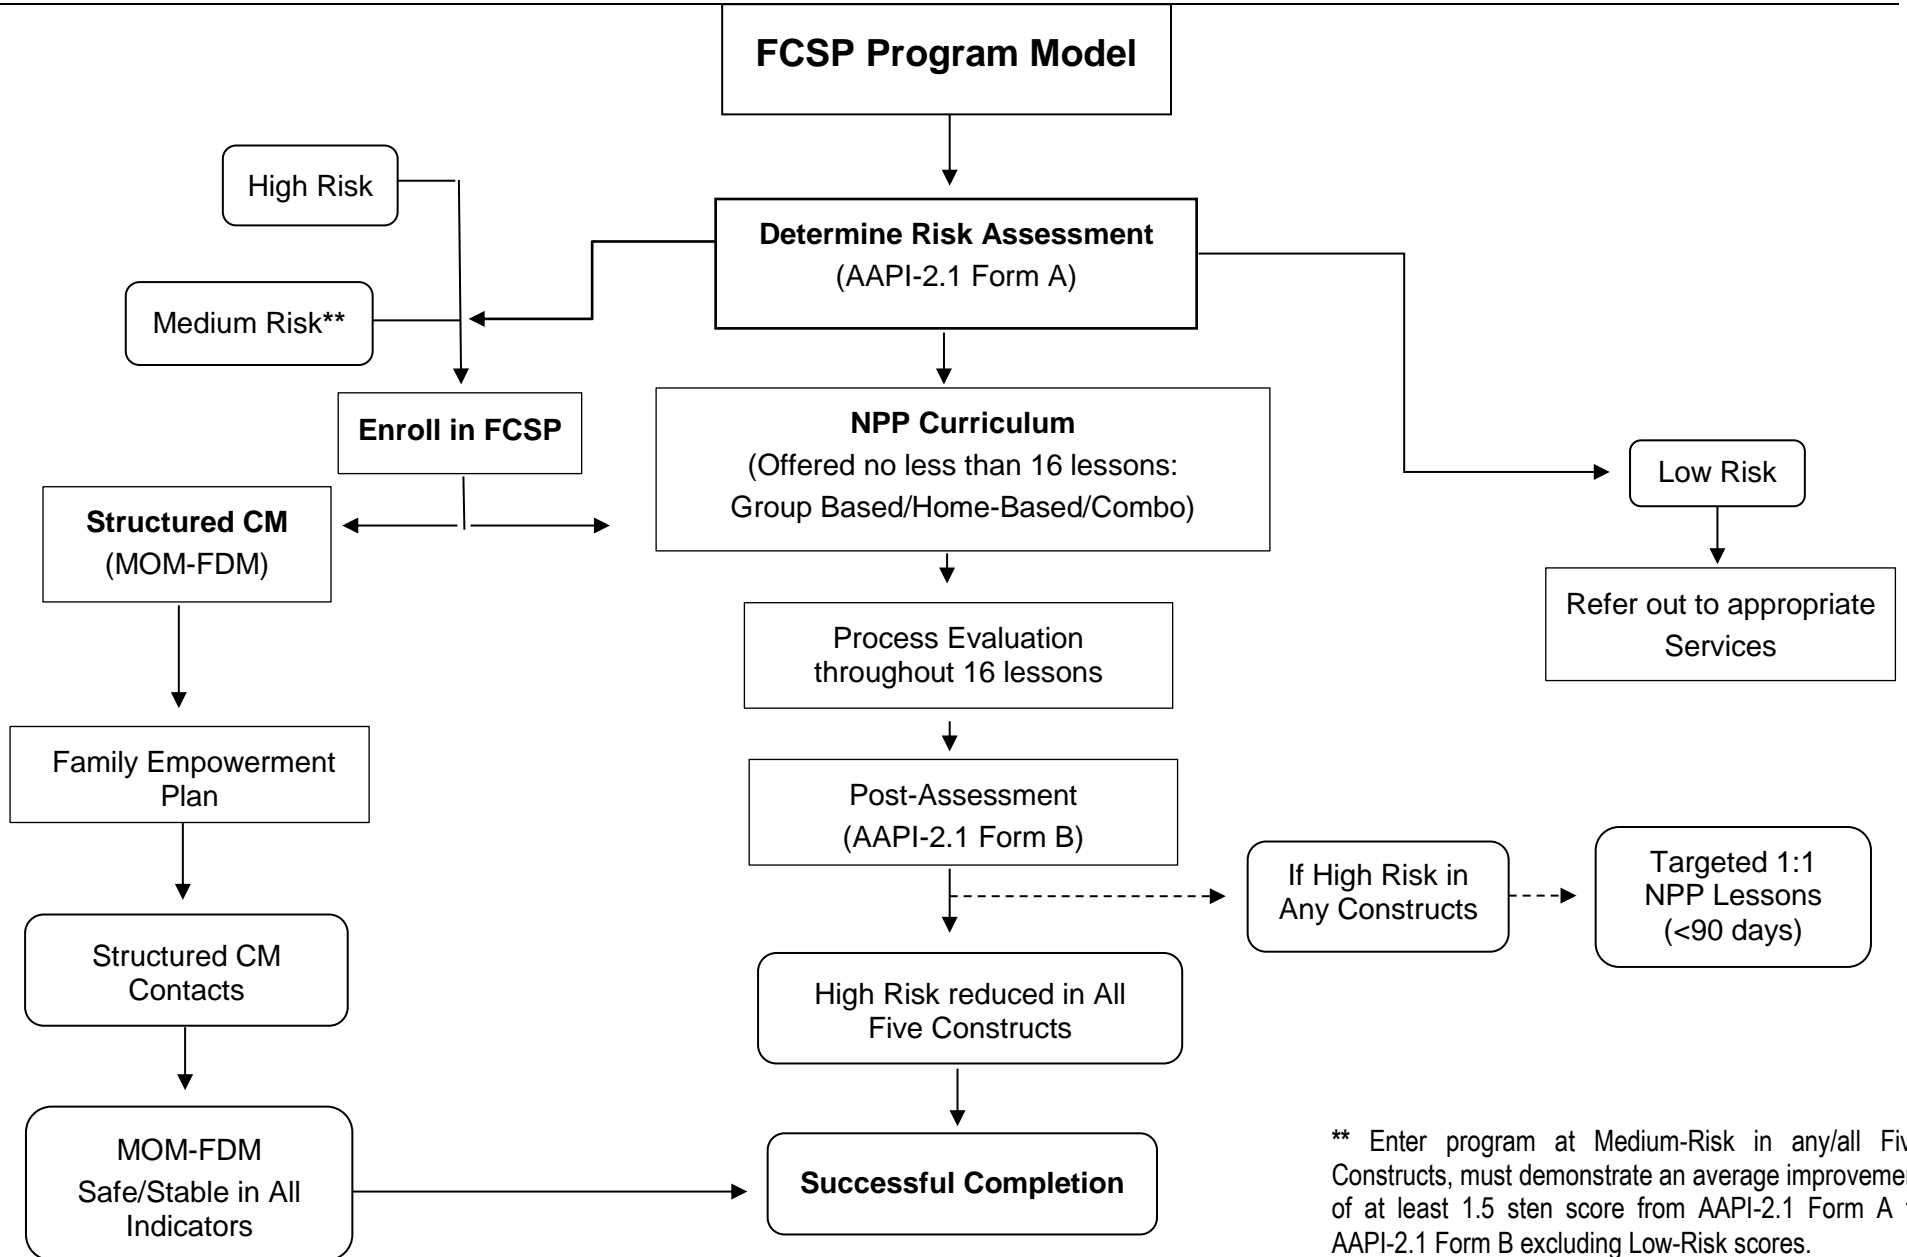 FCSP Program Model
High Risk
Determine Risk Assessment
(AAPI-2.1 Form A)
Medium Risk**
Enroll in FCSP
NPP Curriculum
(Offered no less than 16 lessons:
Group Based/Home-Based/Combo)
Low Risk
Structured CM
(MOM-FDM)
Refer out to appropriate
Services
Process Evaluation
throughout 16 lessons
Family Empowerment
Plan
Post-Assessment
(AAPI-2.1 Form B)
If High Risk in
Any Constructs
Targeted 1:1
NPP Lessons
(<90 days)
Structured CM
Contacts
High Risk reduced in All
Five Constructs
MOM-FDM
Safe/Stable in All
Indicators
Successful Completion
** Enter program at Medium-Risk in any/all Fiv
Constructs, must demonstrate an average improvemen
of at least 1.5 sten score from AAPI-2.1 Form A
AAPI-2.1 Form B excluding Low-Risk scores.